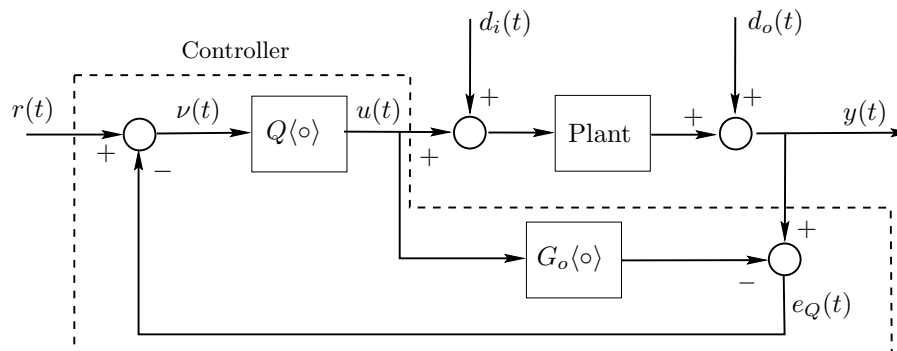 d_i(t)
d_o(t)
Controller
r(t)
ν(t)
u(t)
y(t)
+
+
Q⟨∘⟩
Plant
+
+
+
−
+
G_o⟨∘⟩
−
e_Q(t)